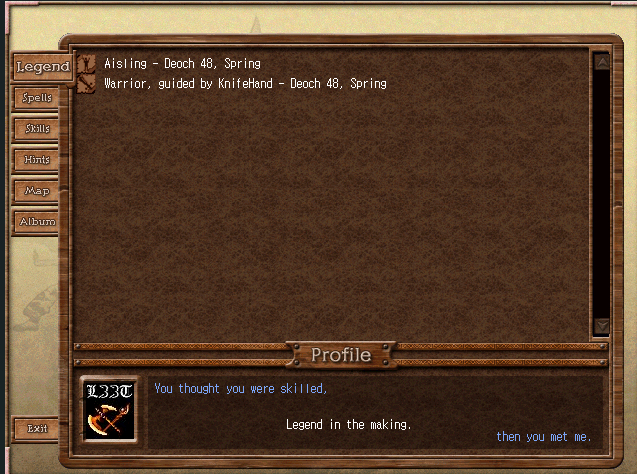 Legend
Aisling - Deoch 48, Spring
Warrior, guided by KnifeHand - Deoch 48, Spring
Spells
Skills
Hints
Map
Album
Profile
L33T
You thought you were skilled,
Legend in the making.
then you met me.
Exit